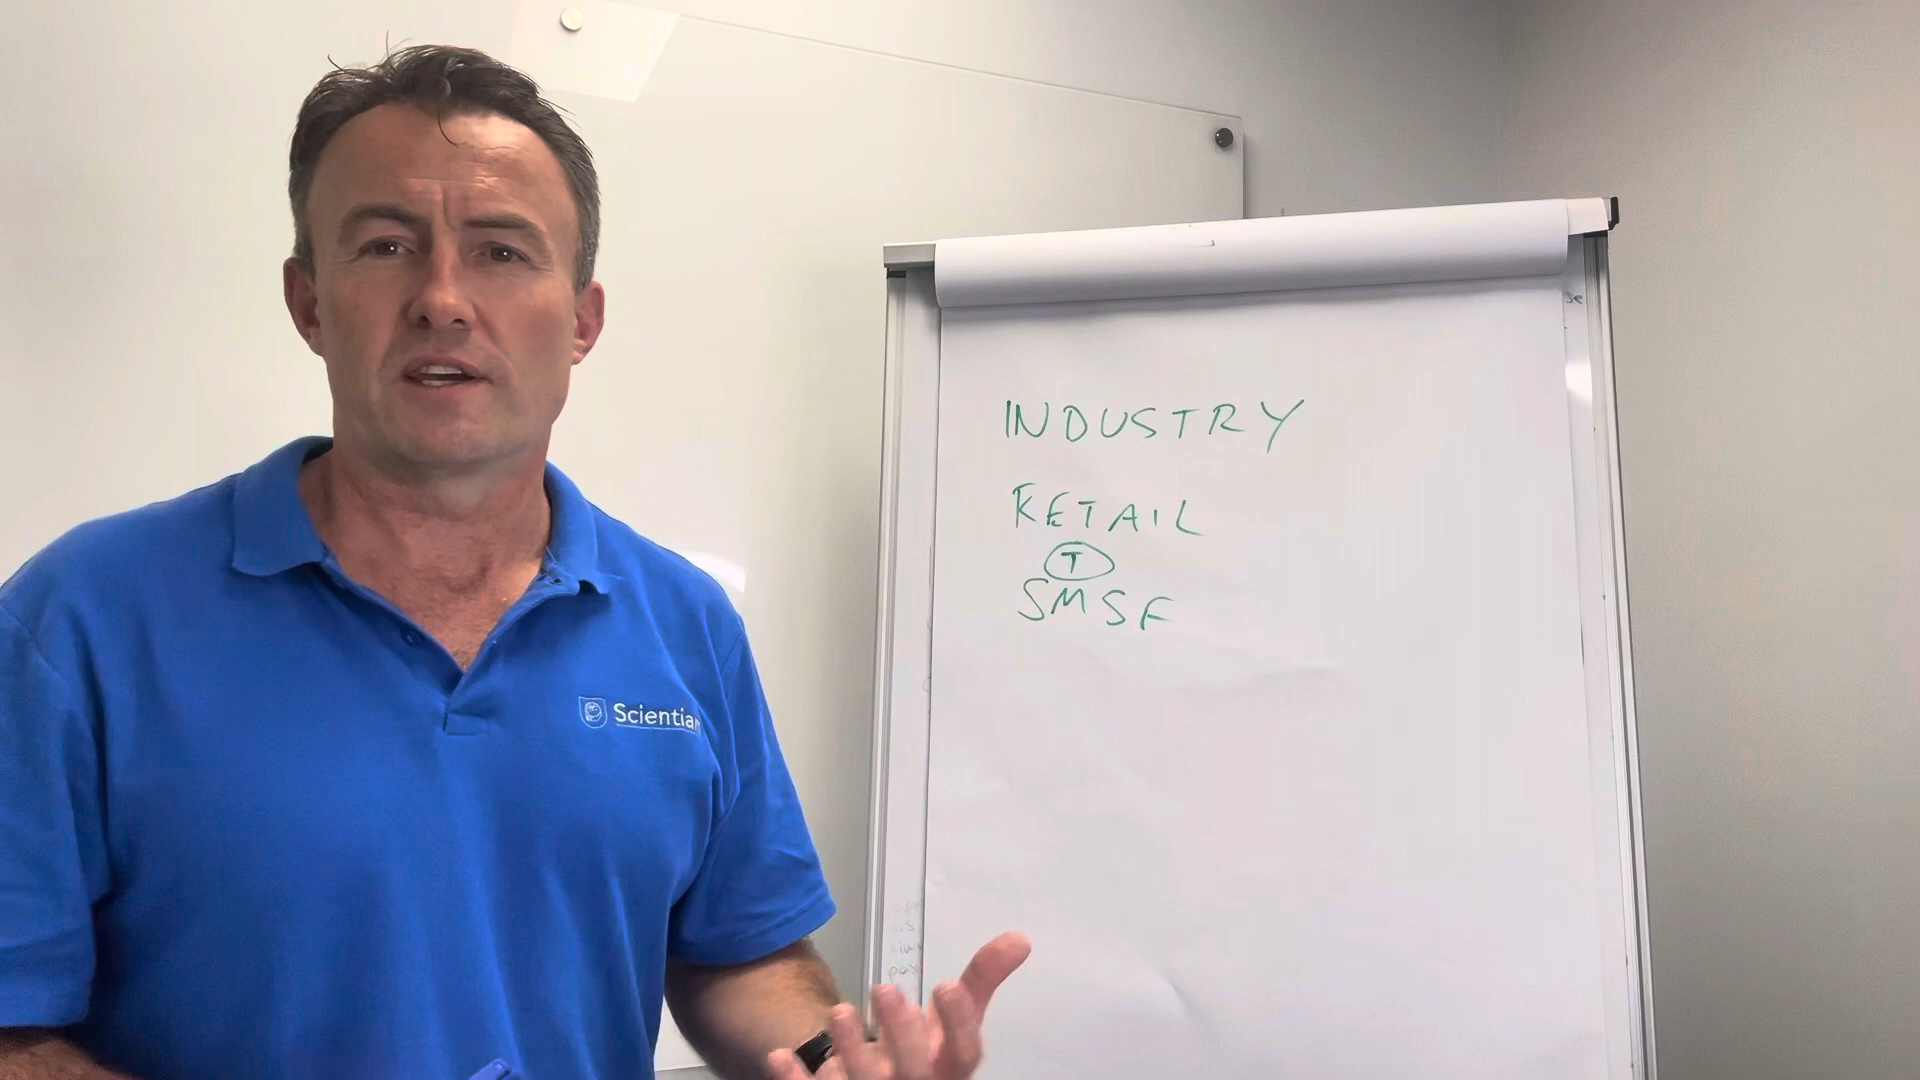 INDUSTRY
RETAIL
T
SMSF
Scientia